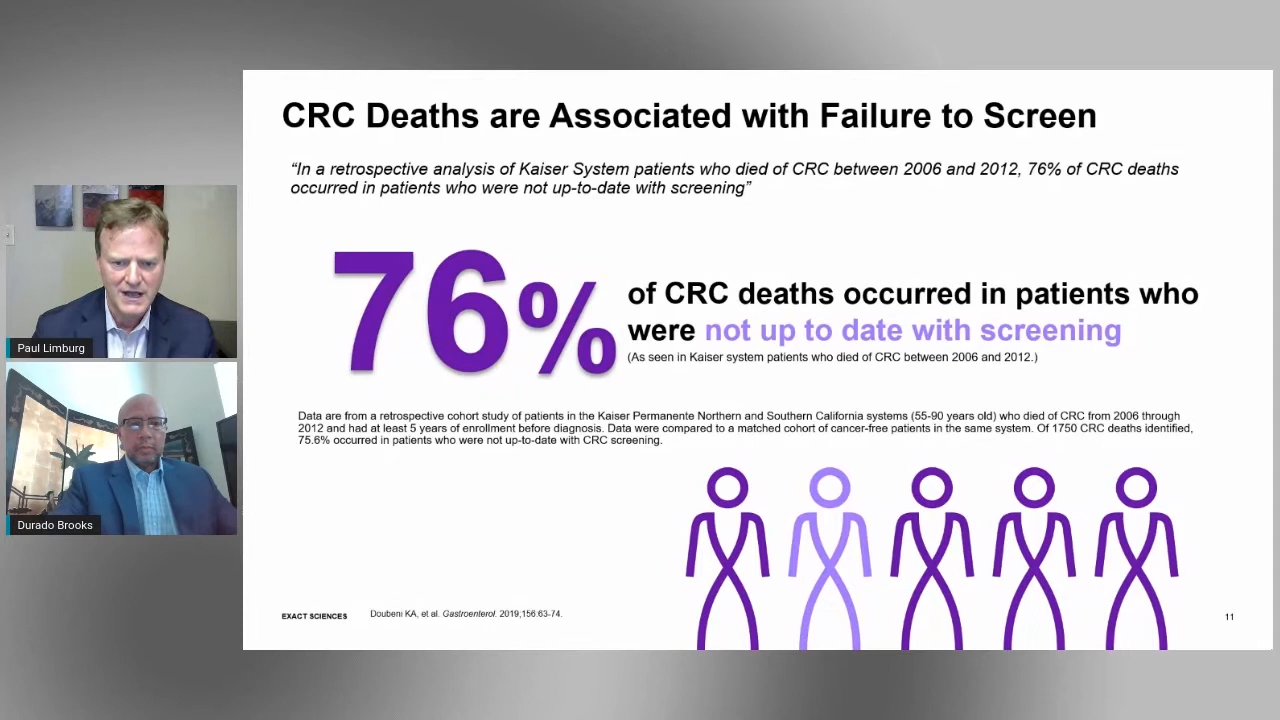 CRC Deaths are Associated with Failure to Screen
“In a retrospective analysis of Kaiser System patients who died of CRC between 2006 and 2012, 76% of CRC deaths
occurred in patients who were not up-to-date with screening”
76%
of CRC deaths occurred in patients who
were not up to date with screening
(As seen in Kaiser system patients who died of CRC between 2006 and 2012.)
Paul Limburg
Data are from a retrospective cohort study of patients in the Kaiser Permanente Northern and Southern California systems (55-90 years old) who died of CRC from 2006 through
2012 and had at least 5 years of enrollment before diagnosis. Data were compared to a matched cohort of cancer-free patients in the same system. Of 1750 CRC deaths identified,
75.6% occurred in patients who were not up-to-date with CRC screening.
Durado Brooks
EXACT SCIENCES
Doubeni KA, et al. Gastroenterol. 2019;156:63-74.
11